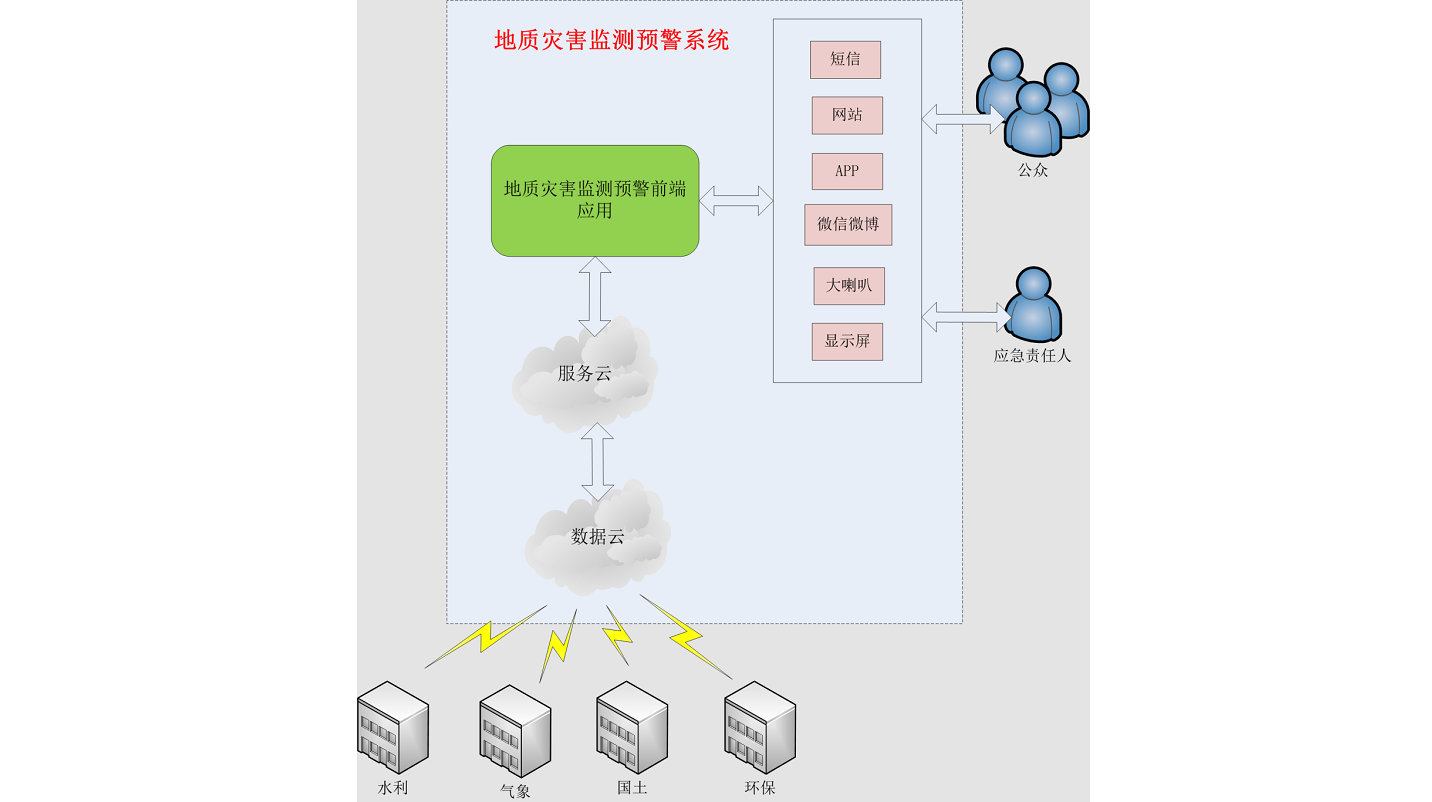 地质灾害监测预警系统
短信
网站
APP
微信微博
大喇叭
显示屏
公众
应急责任人
地质灾害监测预警前端
应用
服务云
数据云
水利
气象
国土
环保